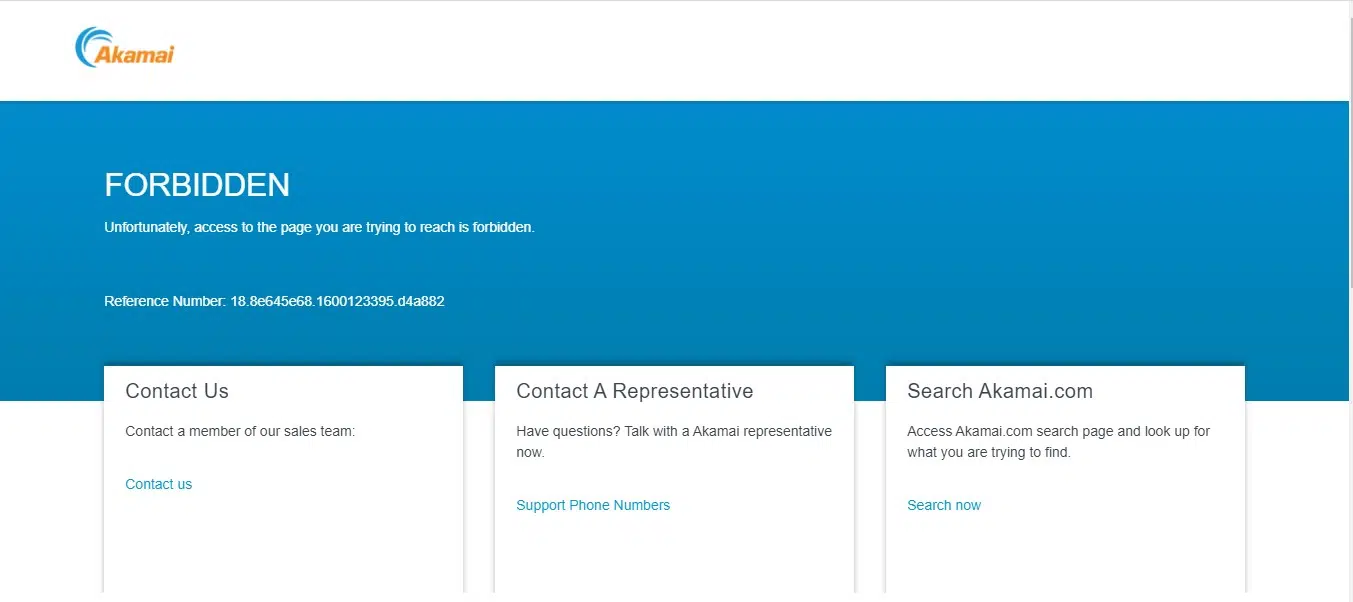 Akamai
FORBIDDEN
Unfortunately, access to the page you are trying to reach is forbidden.
Reference Number: 18.8e645e68.1600123395.d4a882
Contact Us
Contact a member of our sales team:
Contact us
Contact A Representative
Have questions? Talk with a Akamai representative
now.
Support Phone Numbers
Search Akamai.com
Access Akamai.com search page and look up for
what you are trying to find.
Search now